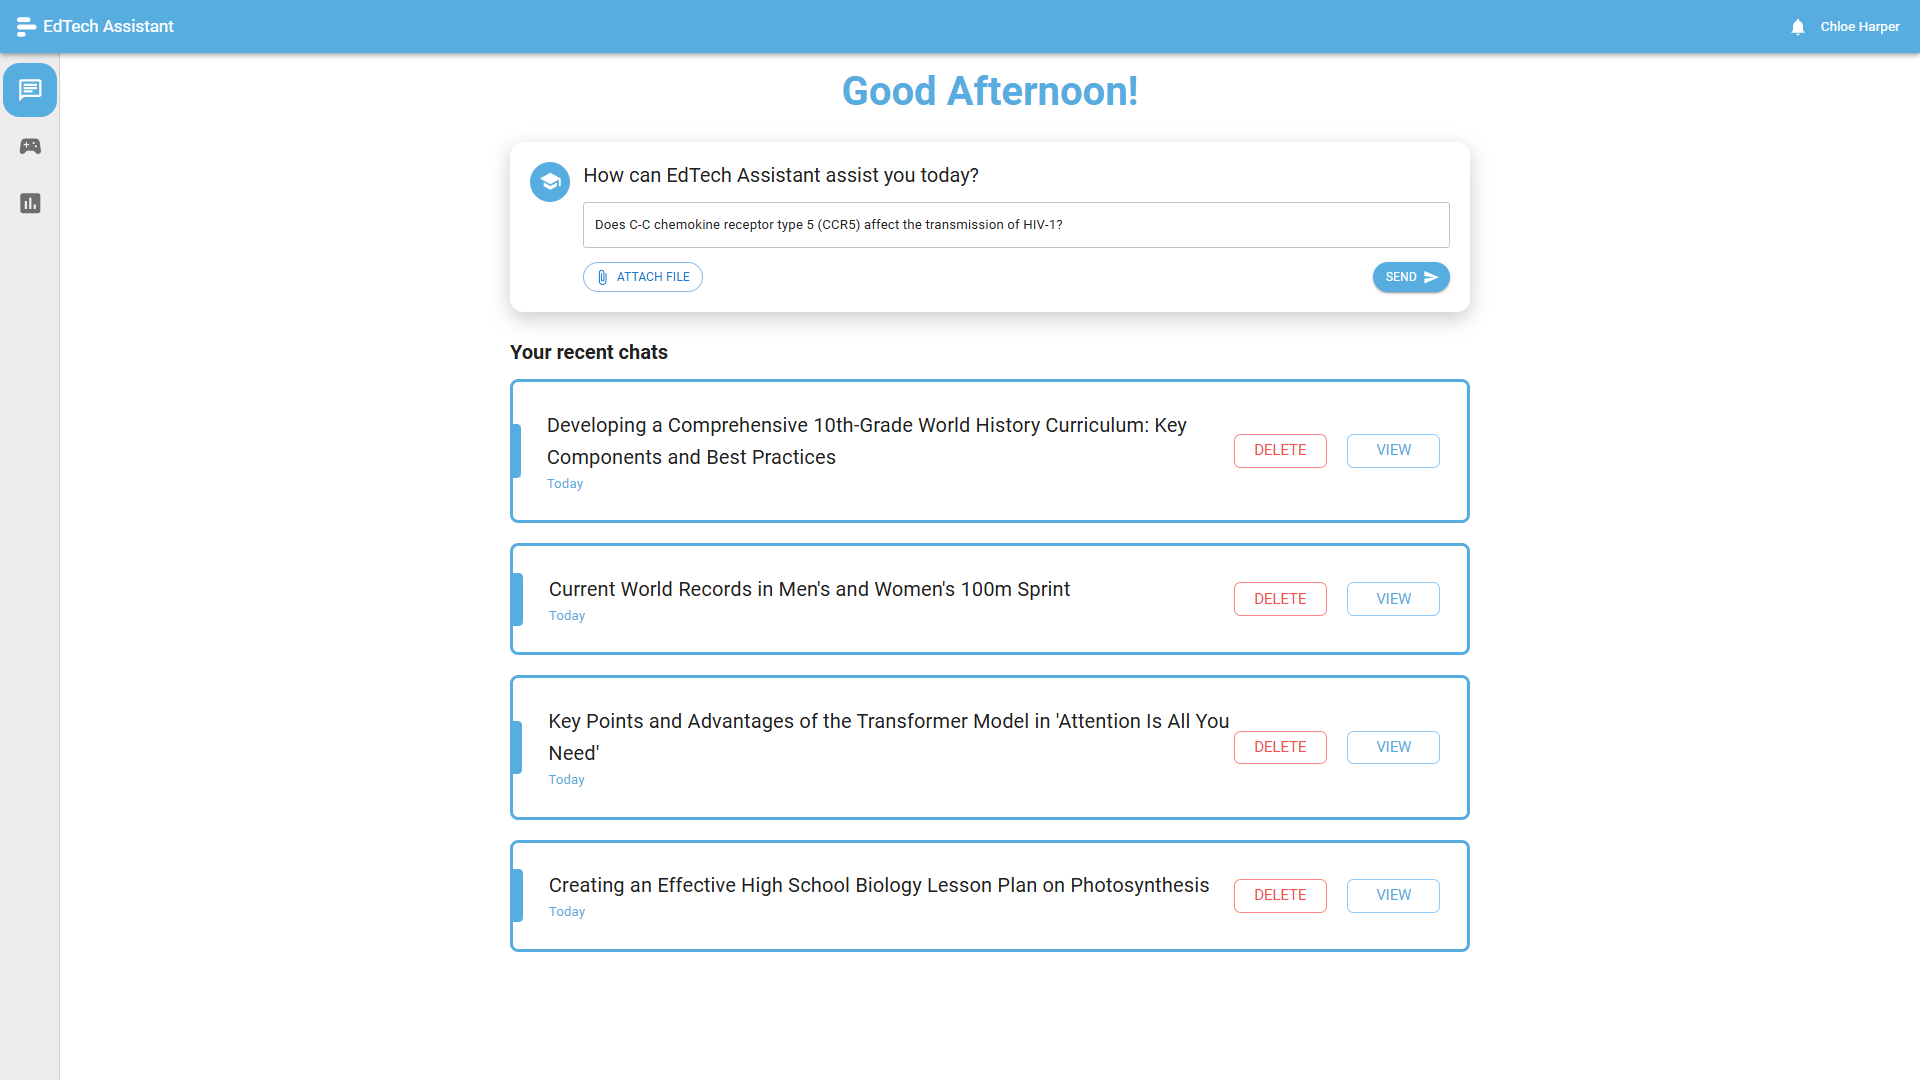 EdTech Assistant
Chloe Harper
Good Afternoon!
How can EdTech Assistant assist you today?
Does C-C chemokine receptor type 5 (CCR5) affect the transmission of HIV-1?
ATTACH FILE
SEND
Your recent chats
Developing a Comprehensive 10th-Grade World History Curriculum: Key
Components and Best Practices
Today
DELETE
VIEW
Current World Records in Men's and Women's 100m Sprint
Today
DELETE
VIEW
Key Points and Advantages of the Transformer Model in 'Attention Is All You
Need'
Today
DELETE
VIEW
Creating an Effective High School Biology Lesson Plan on Photosynthesis
Today
DELETE
VIEW